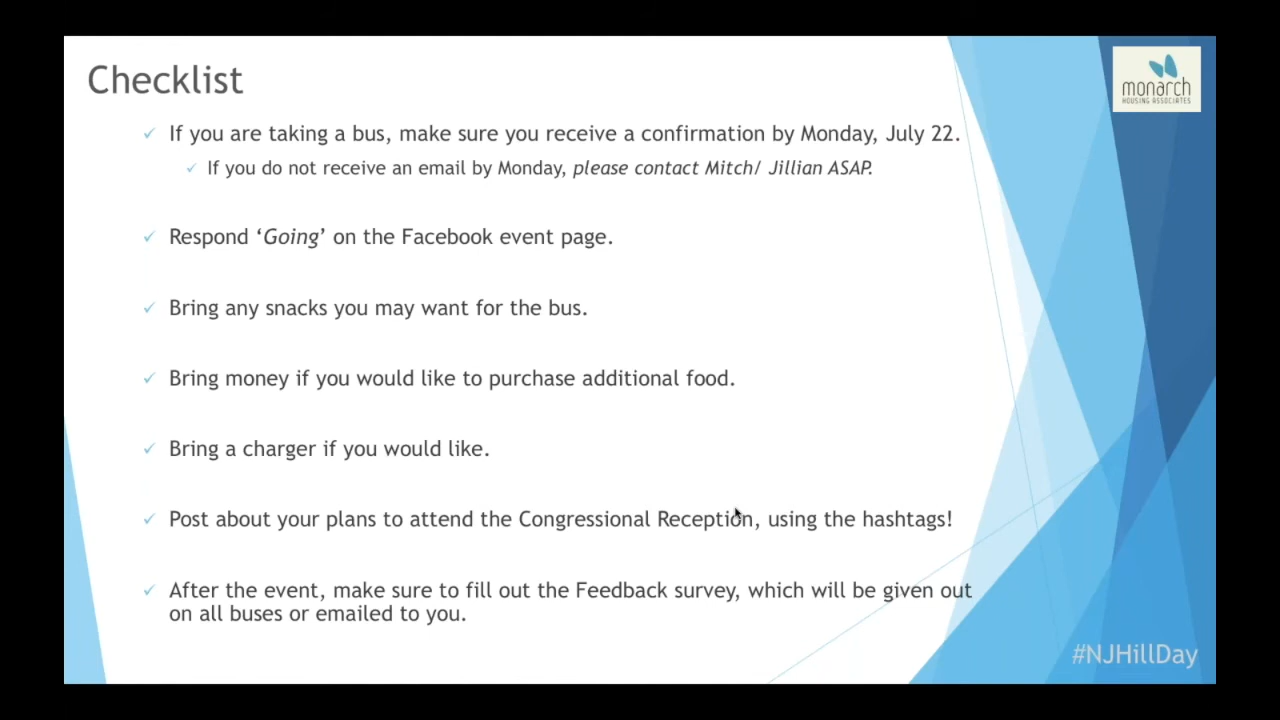 Checklist
monarch
HOUSING ASSOCIATES
✓ If you are taking a bus, make sure you receive a confirmation by Monday, July 22.
✓ If you do not receive an email by Monday, please contact Mitch/ Jillian ASAP.
✓ Respond ‘Going’ on the Facebook event page.
✓ Bring any snacks you may want for the bus.
✓ Bring money if you would like to purchase additional food.
✓ Bring a charger if you would like.
✓ Post about your plans to attend the Congressional Reception, using the hashtags!
✓ After the event, make sure to fill out the Feedback survey, which will be given out
on all buses or emailed to you.
#NJHillDay